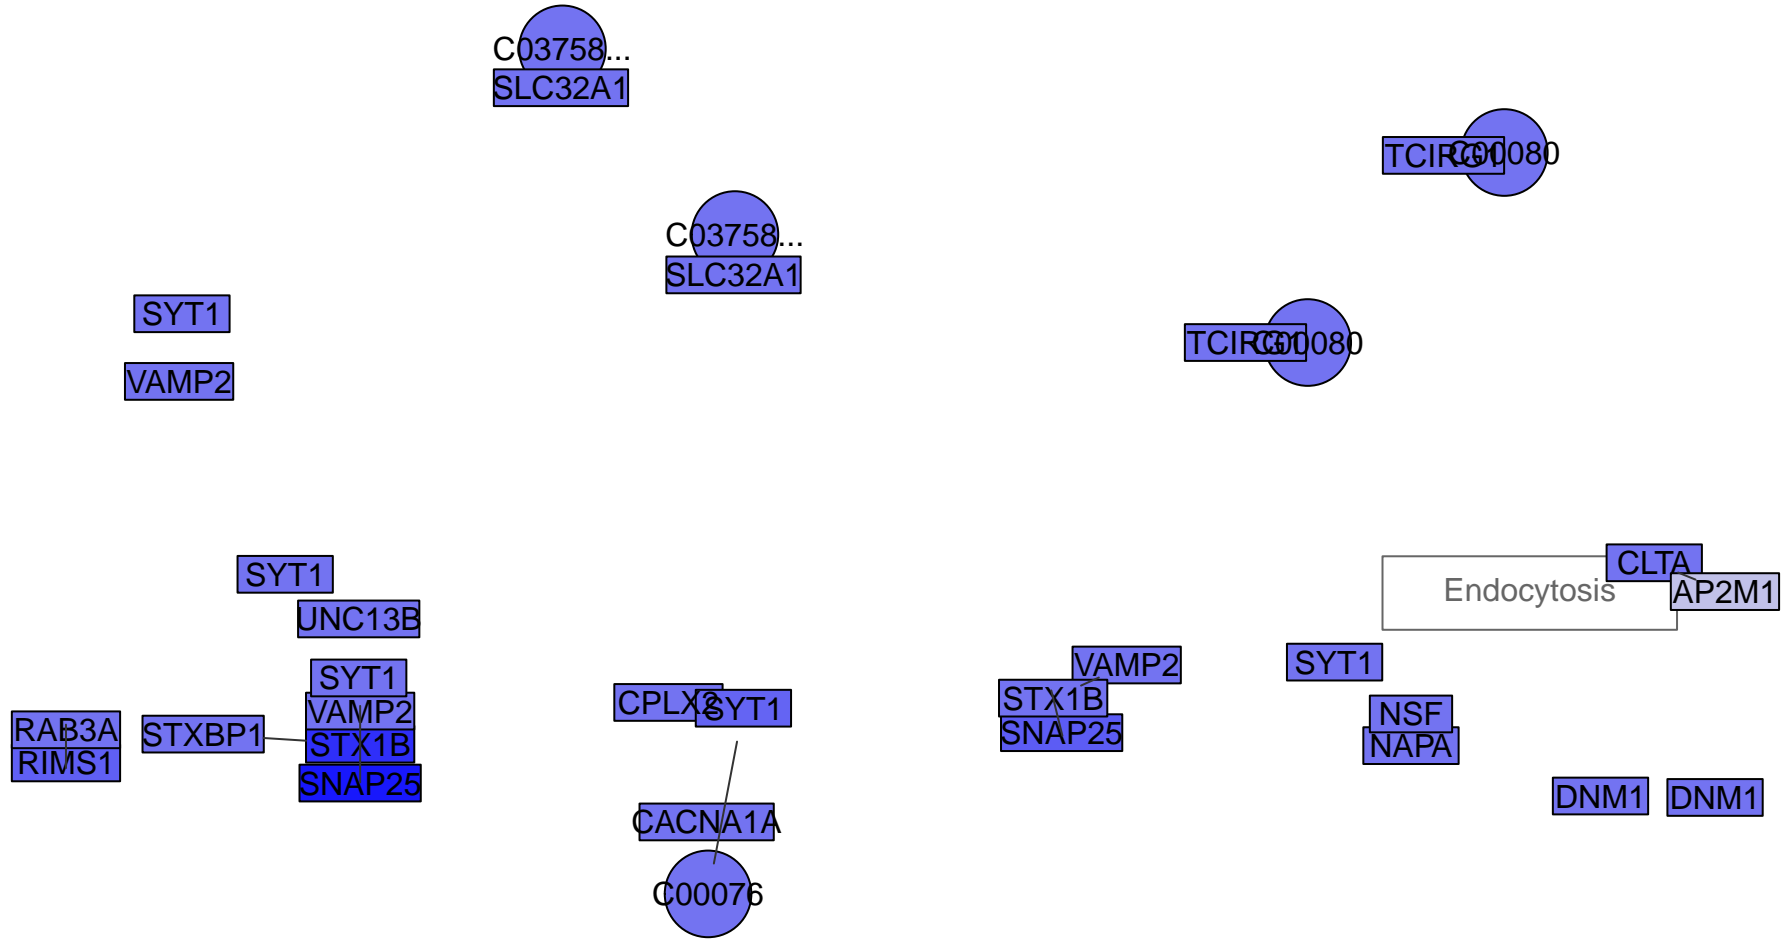 C03758...
SLC32A1
TCIRG1
C00080
C03758...
SLC32A1
SYT1
TCIRG1
C00080
VAMP2
SYT1
CLTA
Endocytosis
AP2M1
UNC13B
SYT1
VAMP2
SYT1
VAMP2
CPLX2
SYT1
STX1B
NSF
RAB3A
STXBP1
STX1B
SNAP25
NAPA
RIMS1
SNAP25
DNM1
DNM1
CACNA1A
C00076